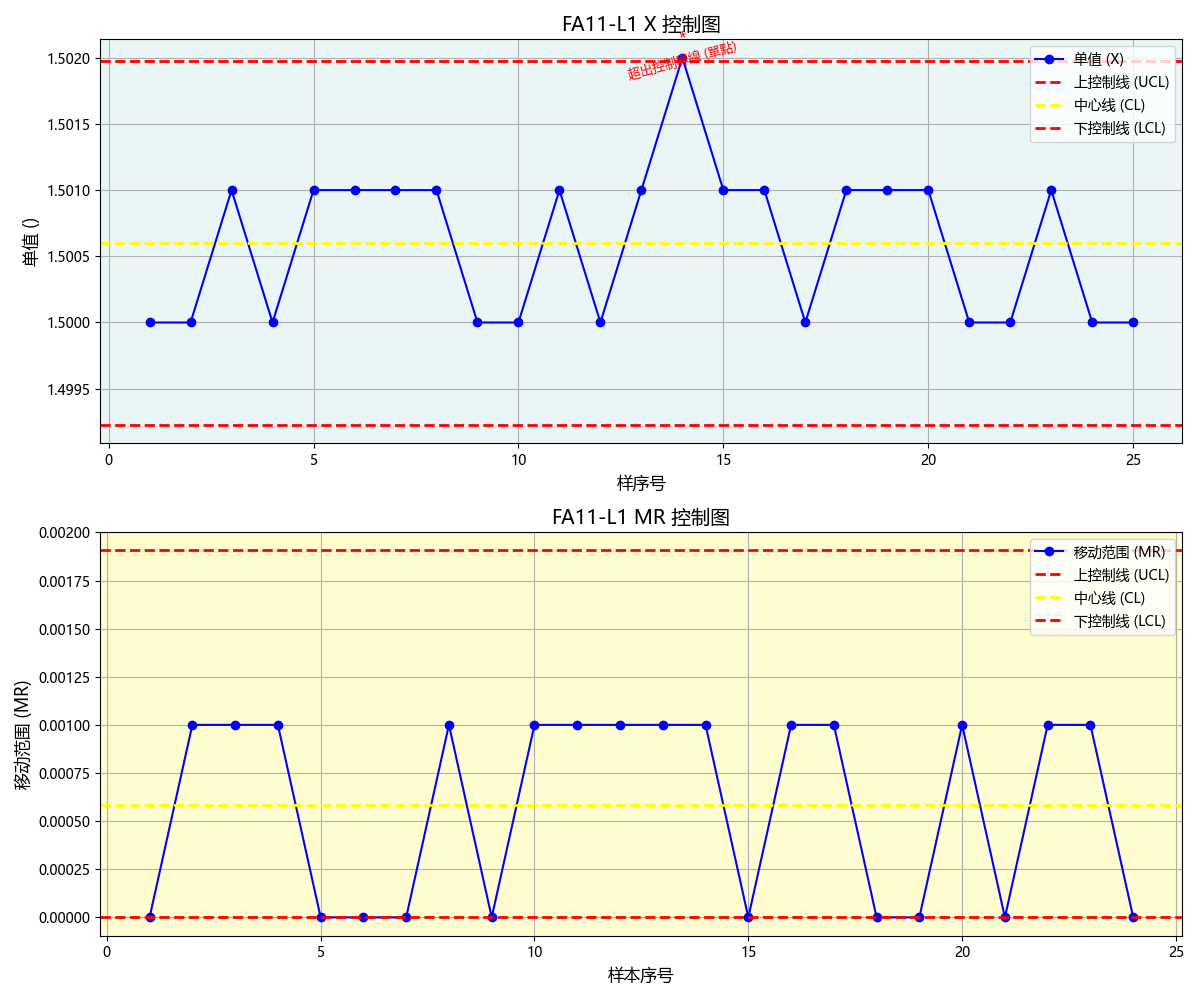 FA11-L1 X 控制图
*
超出控制界線 (單點)
单值 (X)
上控制线 (UCL)
中心线 (CL)
下控制线 (LCL)
单值 ()
1.5020
1.5015
1.5010
1.5005
1.5000
1.4995
0 5 10 15 20 25
样序号
FA11-L1 MR 控制图
移动范围 (MR)
上控制线 (UCL)
中心线 (CL)
下控制线 (LCL)
移动范围 (MR)
0.00200
0.00175
0.00150
0.00125
0.00100
0.00075
0.00050
0.00025
0.00000
0 5 10 15 20 25
样本序号